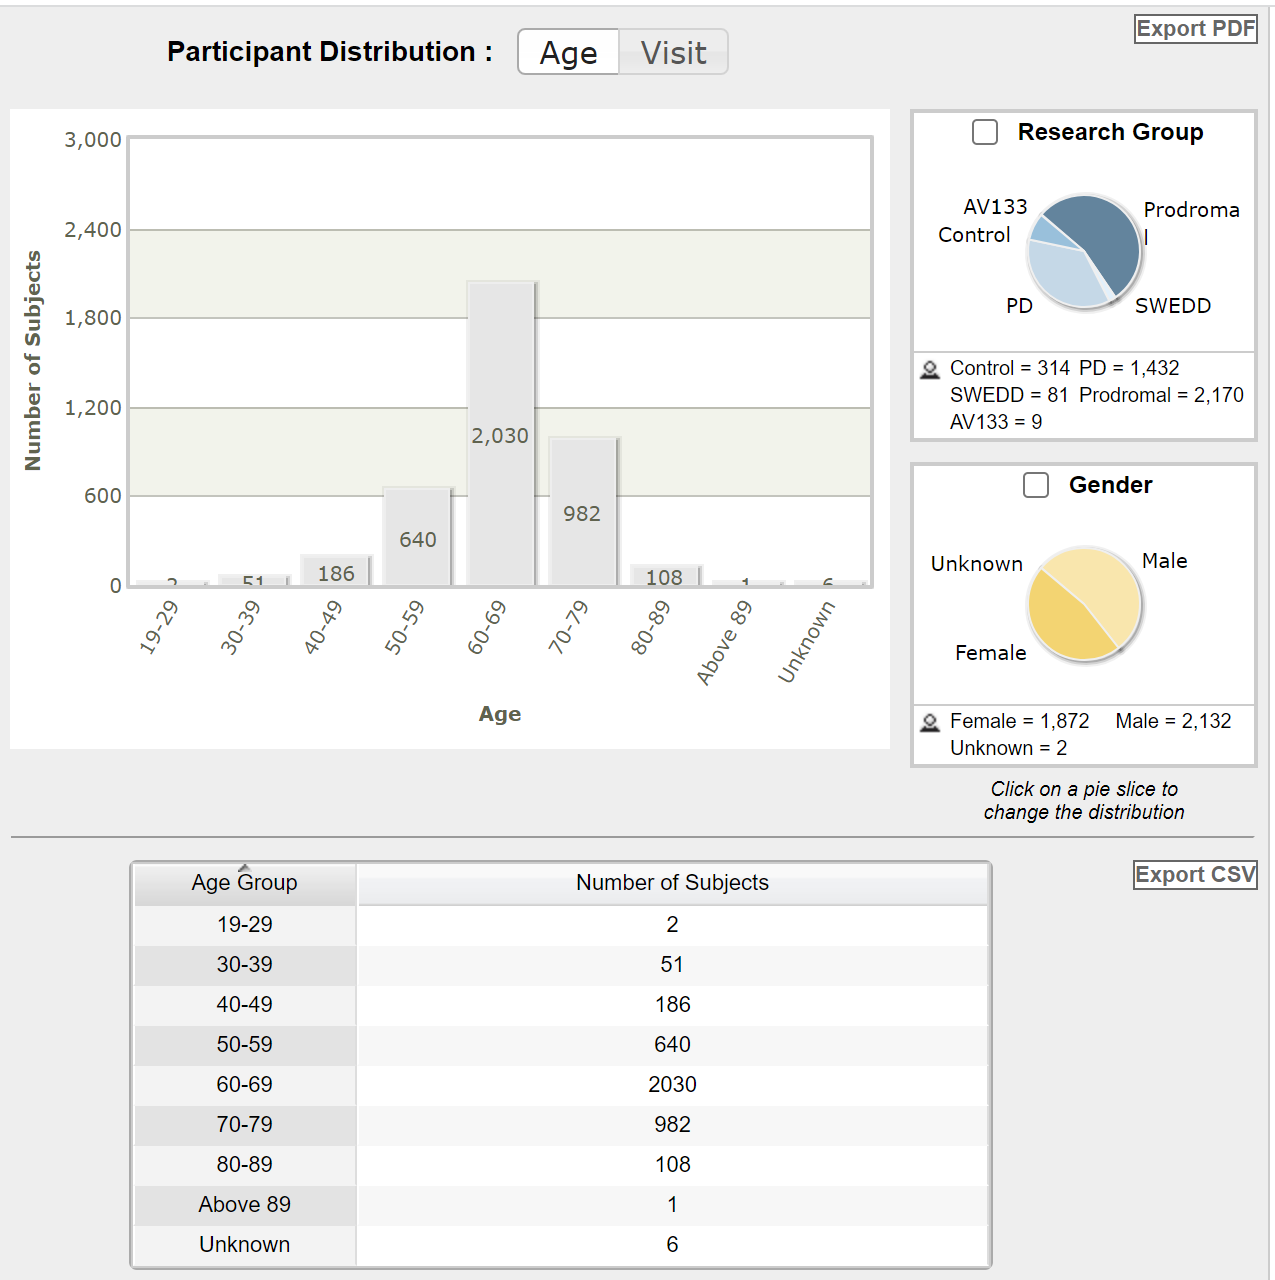 Export PDF
Participant Distribution : Age Visit
3,000
2,400
1,800
1,200
600
0
Number of Subjects
2 51 186 640 2,030 982 108 1 6
19-29 30-39 40-49 50-59 60-69 70-79 80-89 Above 89 Unknown
Age
Research Group
AV133
Control
PD
Prodroma
l
SWEDD
Control = 314 PD = 1,432
SWEDD = 81 Prodromal = 2,170
AV133 = 9
Gender
Unknown
Male
Female
Female = 1,872 Male = 2,132
Unknown = 2
Click on a pie slice to
change the distribution
Export CSV
Age Group Number of Subjects
19-29 2
30-39 51
40-49 186
50-59 640
60-69 2030
70-79 982
80-89 108
Above 89 1
Unknown 6